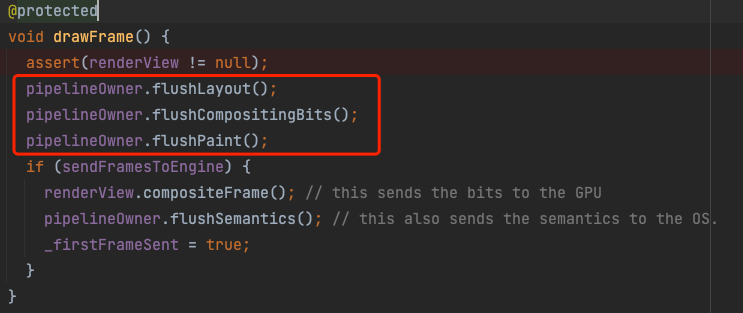 @protected
void drawFrame() {
  assert(renderView != null);
  pipelineOwner.flushLayout();
  pipelineOwner.flushCompositingBits();
  pipelineOwner.flushPaint();
  if (sendFramesToEngine) {
    renderView.compositeFrame(); // this sends the bits to the GPU
    pipelineOwner.flushSemantics(); // this also sends the semantics to the OS.
    _firstFrameSent = true;
  }
}